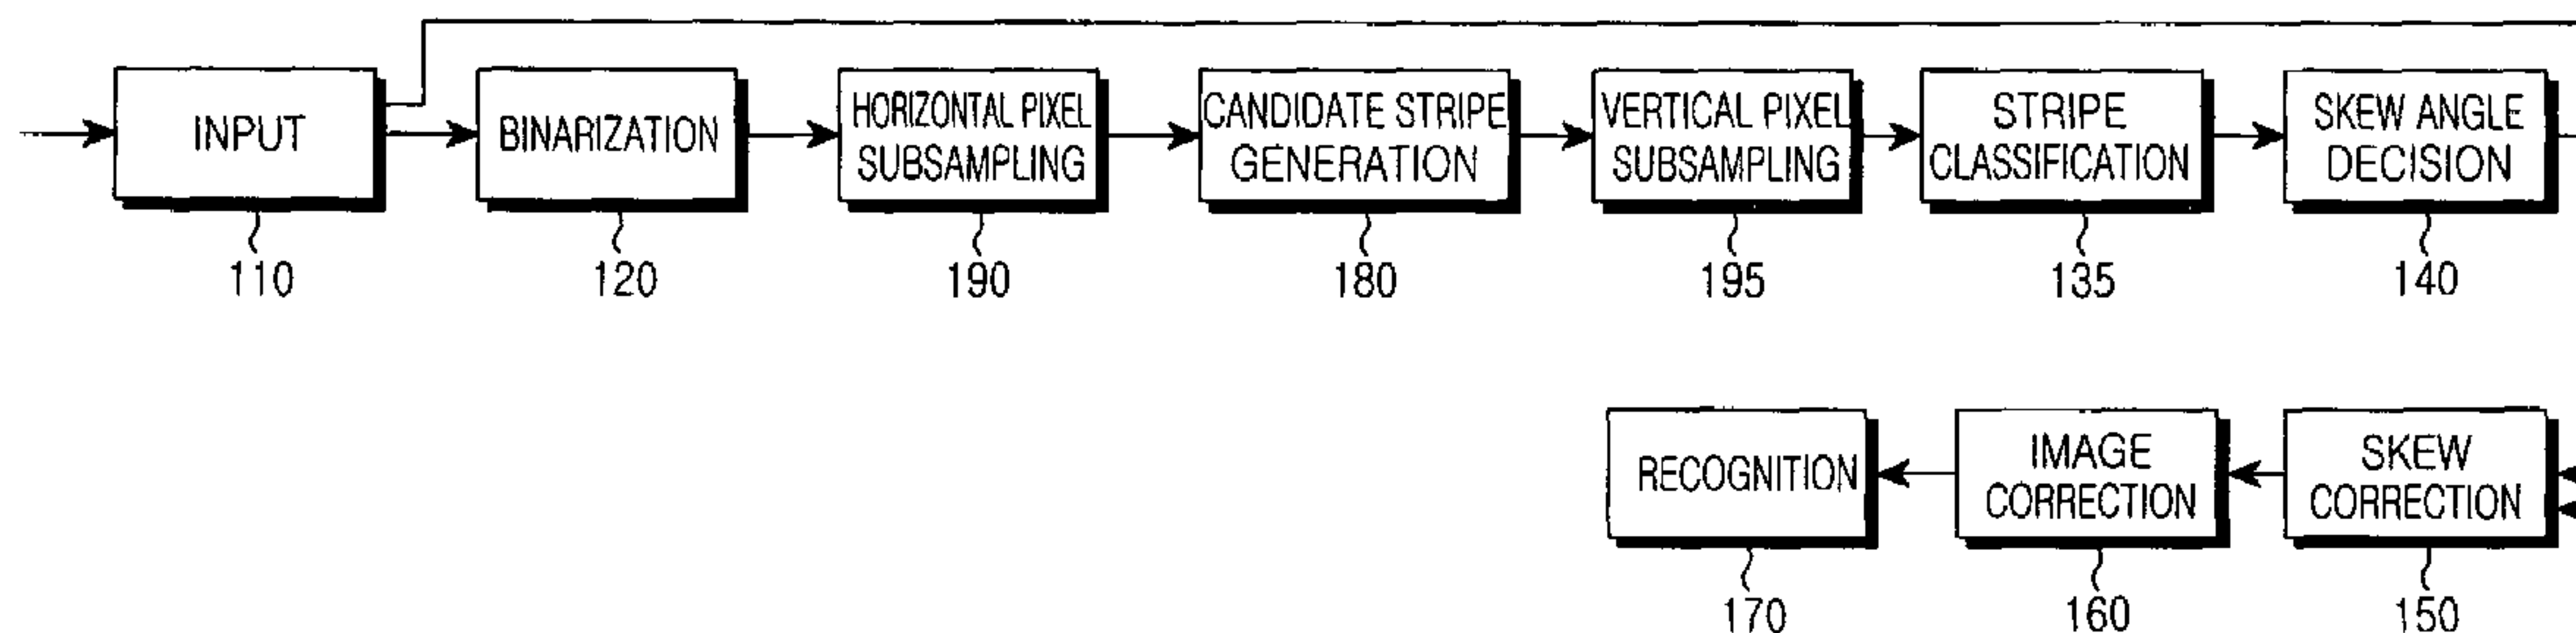 INPUT
BINARIZATION
HORIZONTAL PIXEL
SUBSAMPLING
CANDIDATE STRIPE
GENERATION
VERTICAL PIXEL
SUBSAMPLING
STRIPE
CLASSIFICATION
SKEW ANGLE
DECISION
110
120
190
180
195
135
140
RECOGNITION
IMAGE
CORRECTION
SKEW
CORRECTION
170
160
150